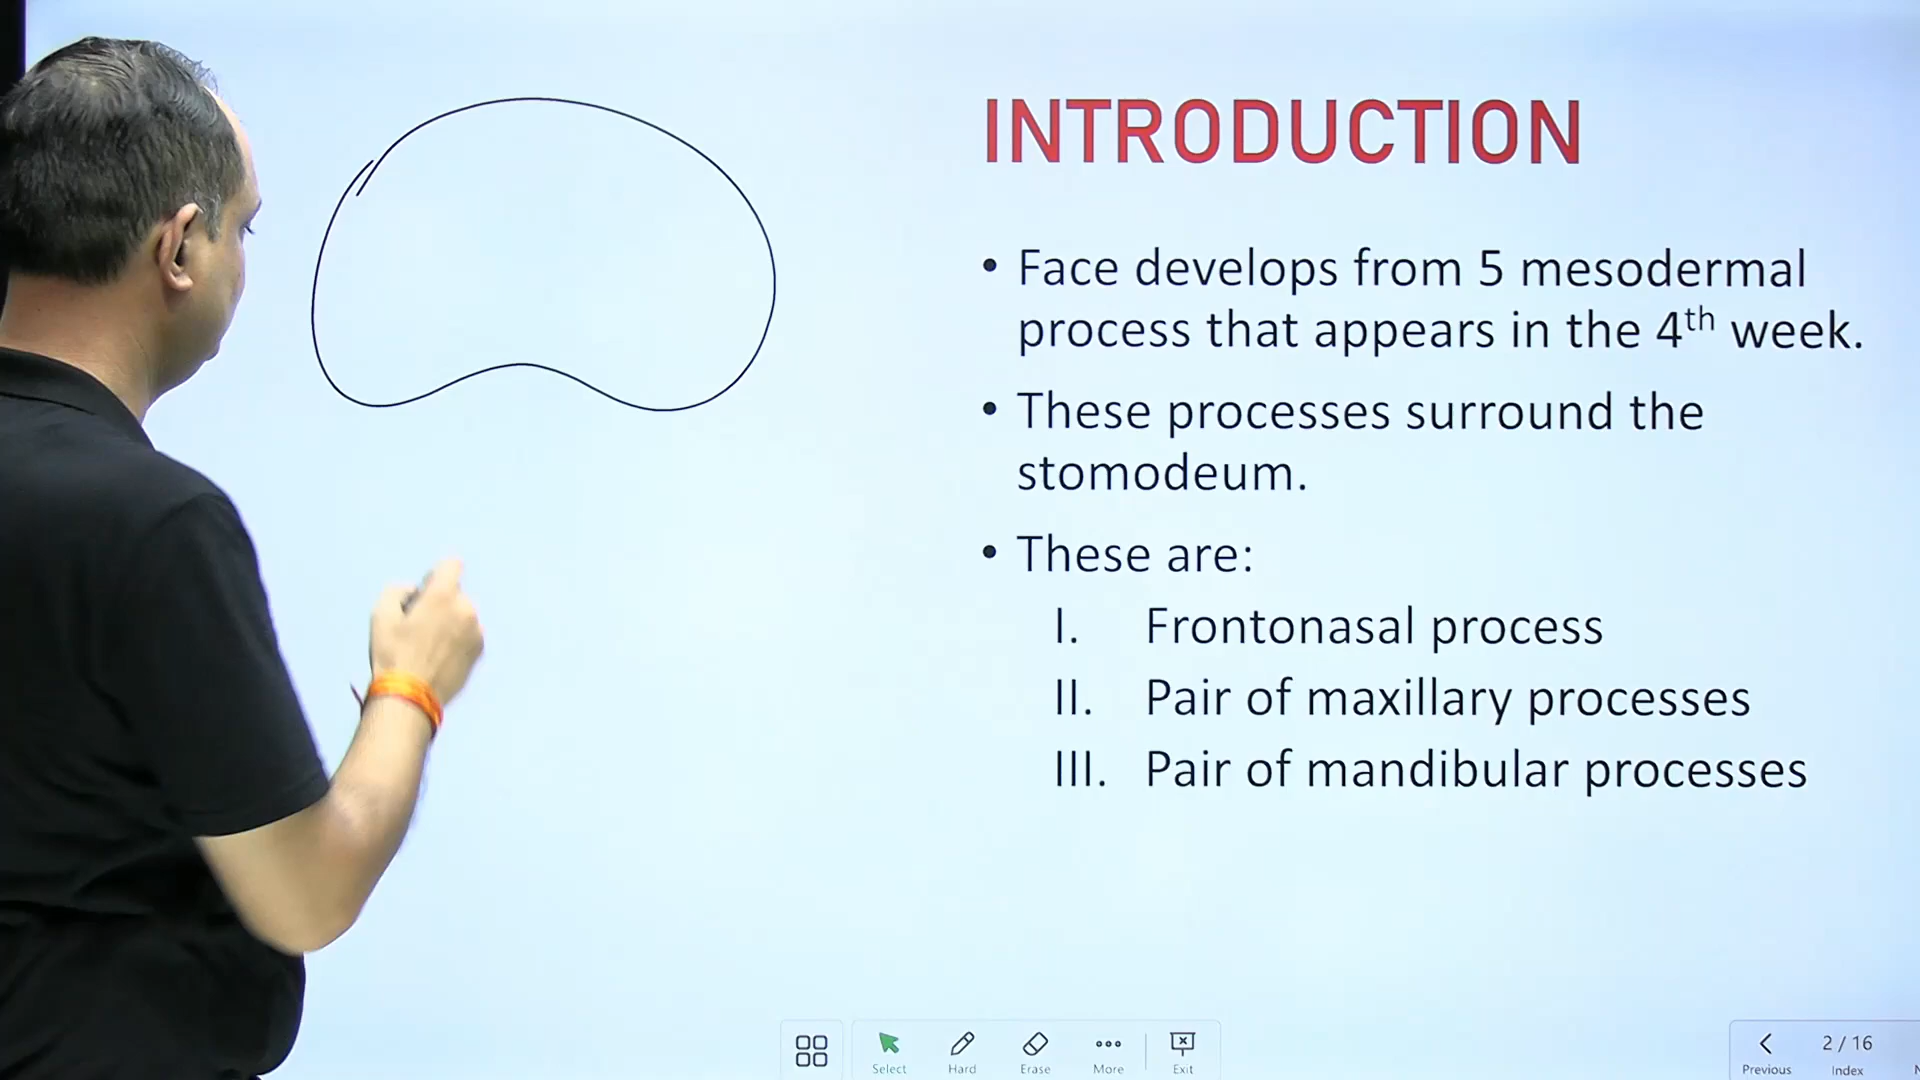 INTRODUCTION
• Face develops from 5 mesodermal
process that appears in the 4th week.
• These processes surround the
stomodeum.
• These are:
I. Frontonasal process
II. Pair of maxillary processes
III. Pair of mandibular processes
Select Hard Erase More Exit
2 / 16
Previous Index